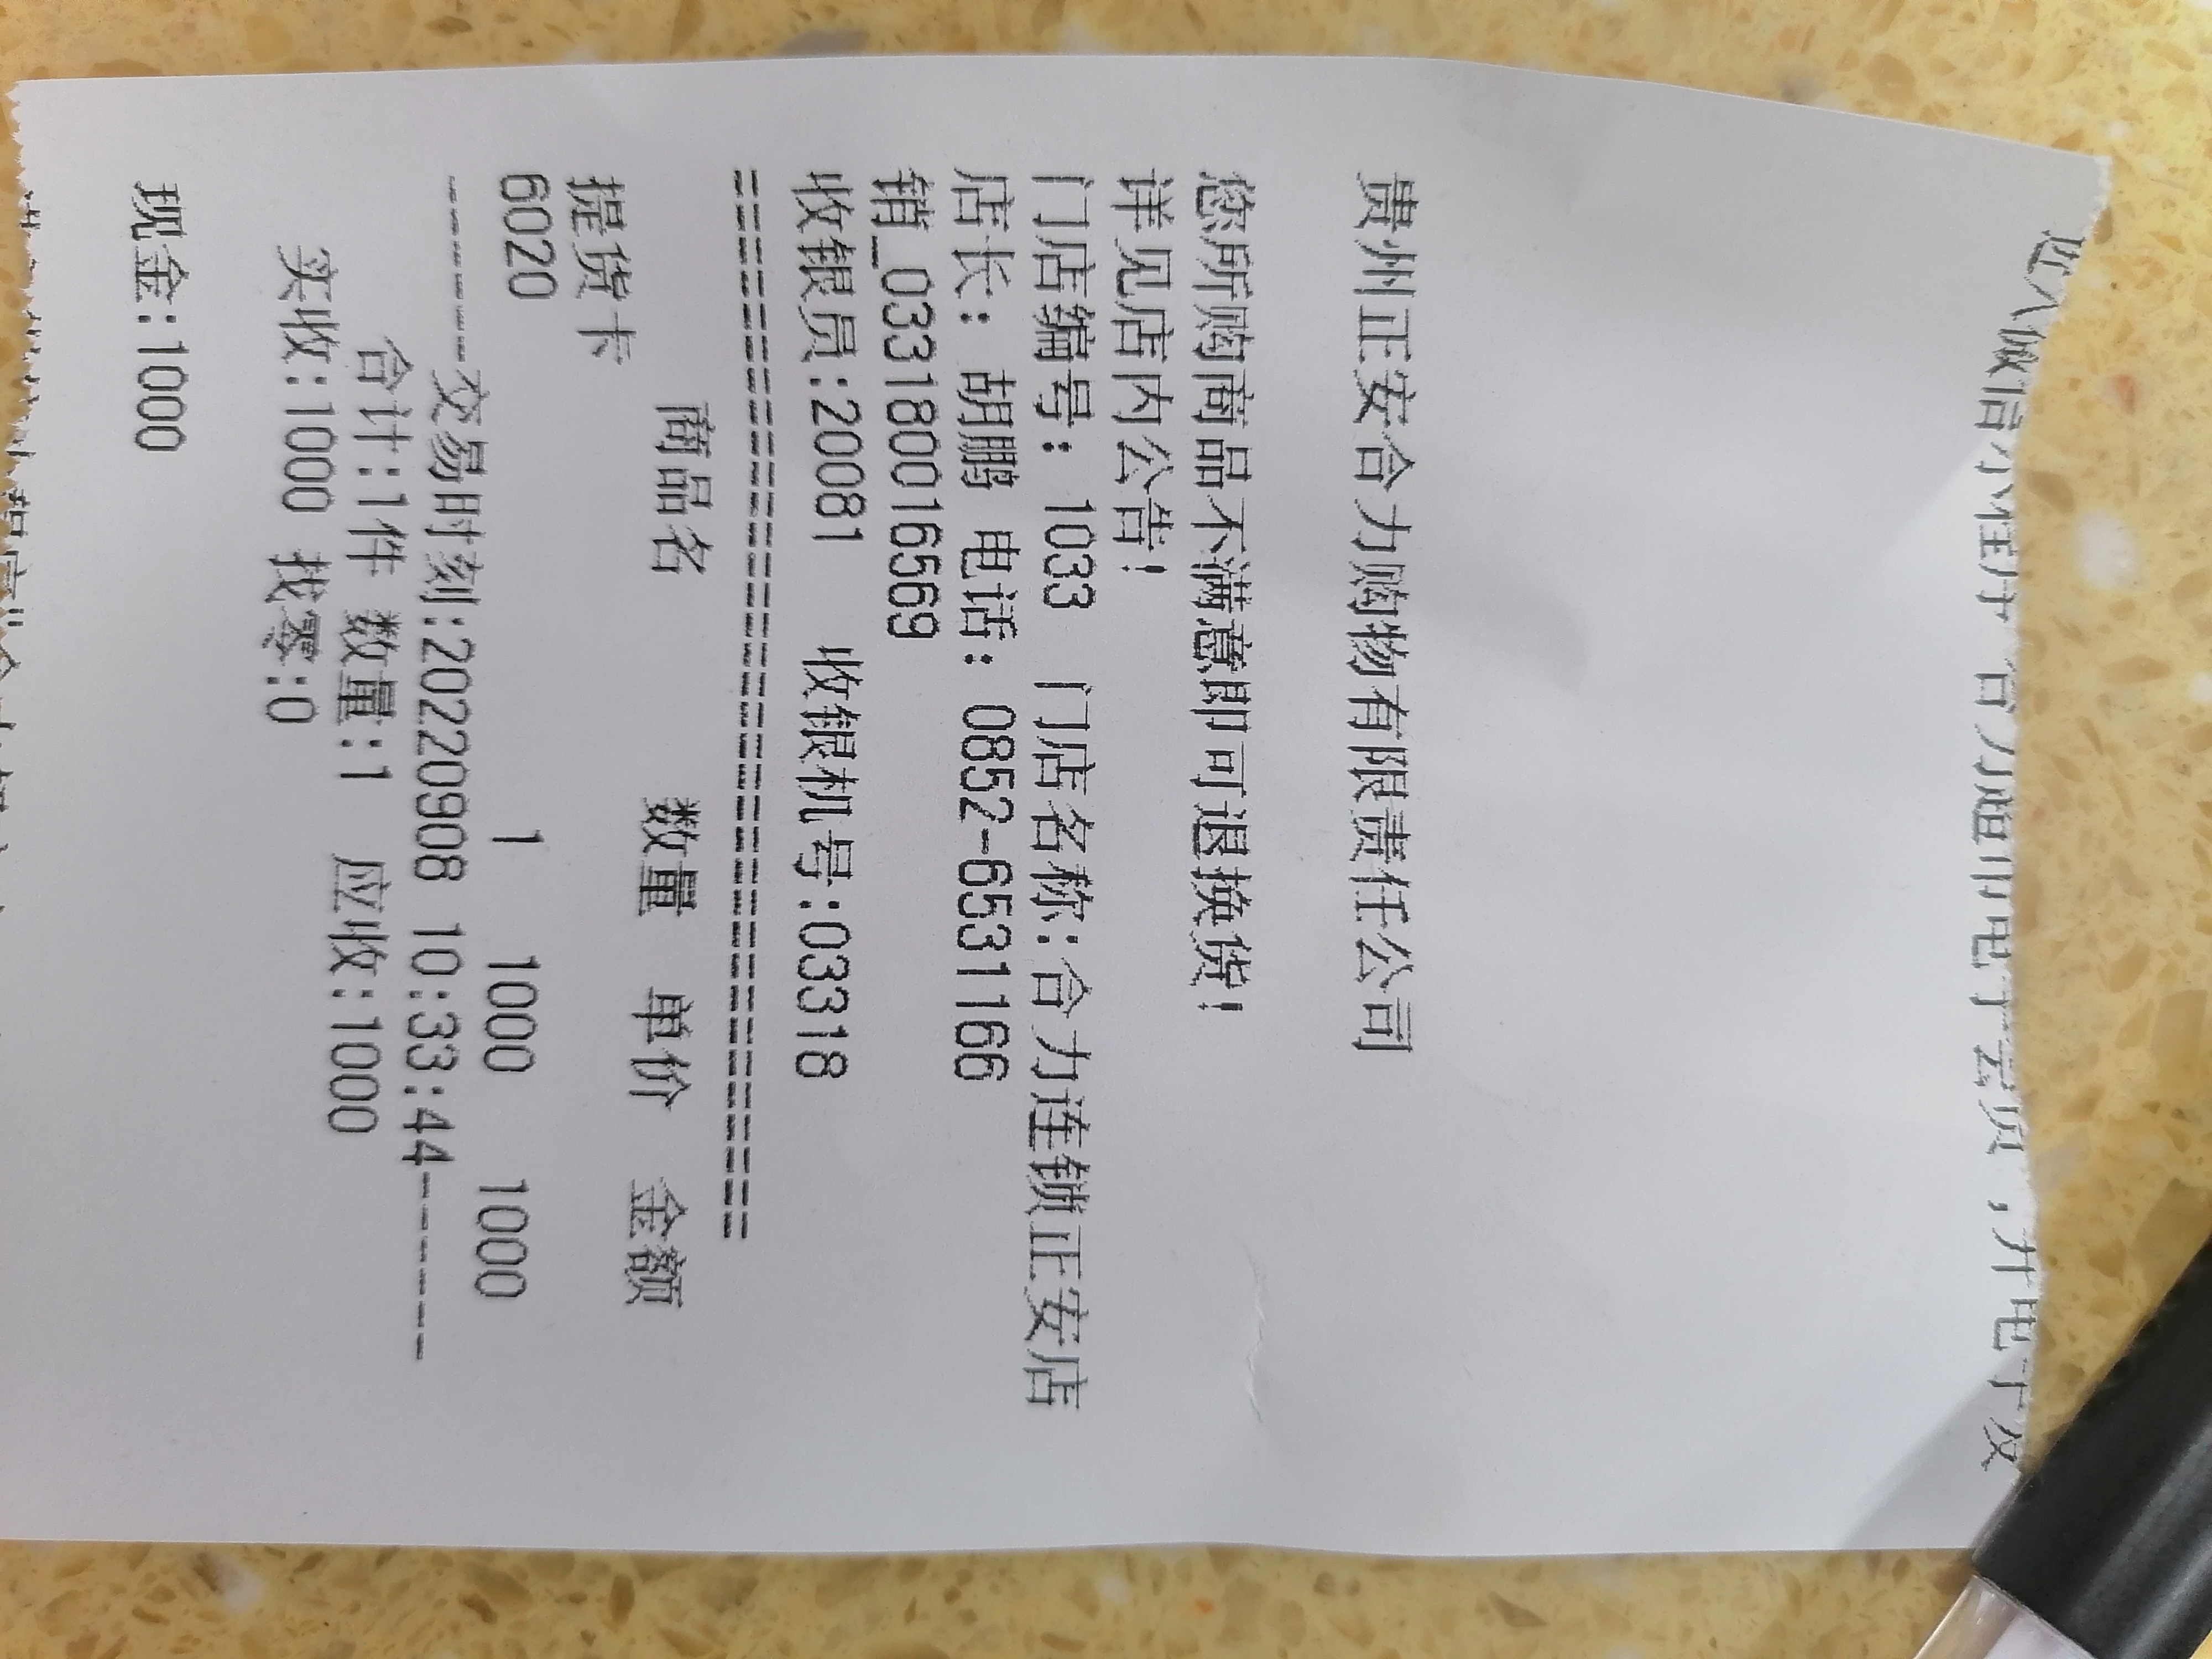 贵州正安合力购物有限责任公司
您所购商品不满意即可退换货!
详见店内公告!
门店编号: 1033 门店名称: 合力连锁正安店
店长: 胡鹏 电话: 0852-6531166
销_033180016569
收银员:20081 收银机号:03318
==================================
商品名 数量 单价 金额
提货卡
6020 1 1000 1000
------交易时刻:20220908 10:33:44------
合计:1件 数量:1 应收:1000
实收:1000 找零:0
现金:1000